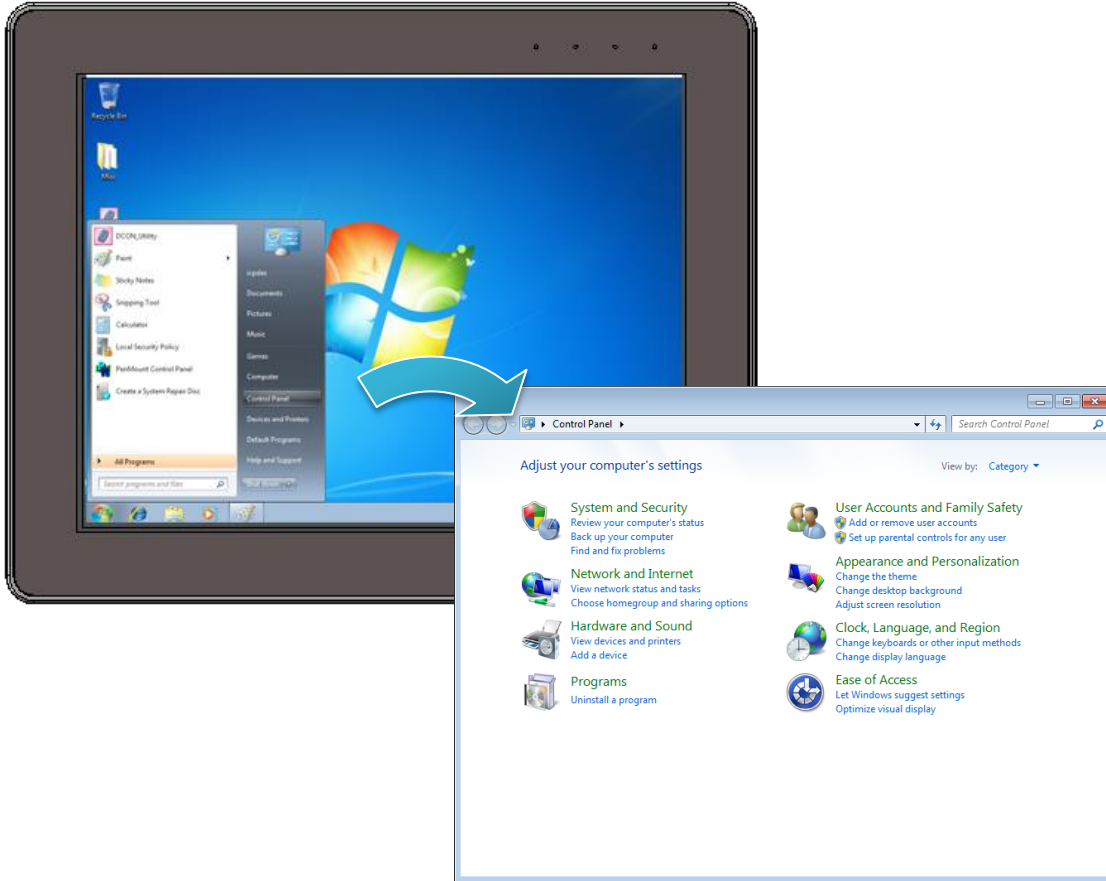 Recycle Bin
Misc
DCON_Utility
Paint
Sticky Notes
Snipping Tool
Calculator
Local Security Policy
PenMount Control Panel
Create a System Repair Disc
All Programs
Search programs and files
icpdas
Documents
Pictures
Music
Games
Computer
Control Panel
Devices and Printers
Default Programs
Help and Support
Shut down
Control Panel
Search Control Panel
Adjust your computer's settings
View by: Category
System and Security
Review your computer's status
Back up your computer
Find and fix problems
Network and Internet
View network status and tasks
Choose homegroup and sharing options
Hardware and Sound
View devices and printers
Add a device
Programs
Uninstall a program
User Accounts and Family Safety
Add or remove user accounts
Set up parental controls for any user
Appearance and Personalization
Change the theme
Change desktop background
Adjust screen resolution
Clock, Language, and Region
Change keyboards or other input methods
Change display language
Ease of Access
Let Windows suggest settings
Optimize visual display